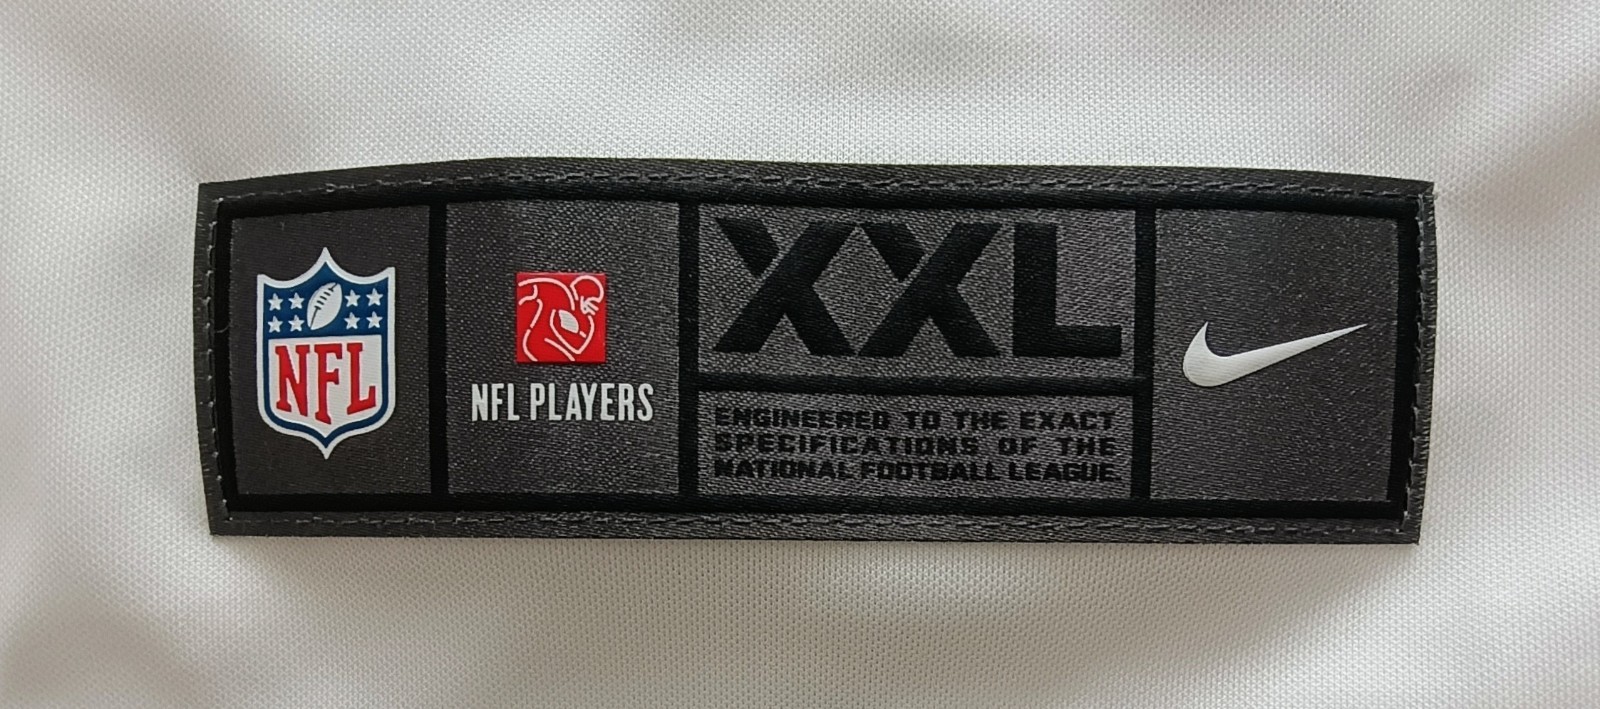 NFL
NFL PLAYERS
XXL
ENGINEERED TO THE EXACT
SPECIFICATIONS OF THE
NATIONAL FOOTBALL LEAGUE.